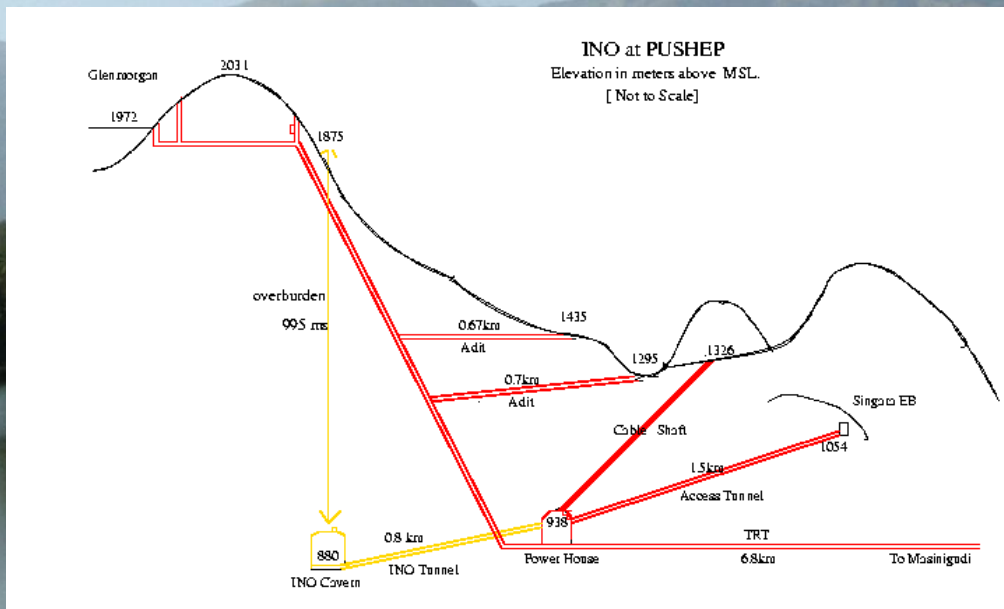 INO at PUSHEP
Elevation in meters above MSL.
[ Not to Scale]
Glenmorgan
2031
1972
1875
overburden
995 ms
0.67km
Adit
1435
0.7km
Adit
1295
1326
Cable Shaft
Singara EB
1054
1.5km
Access Tunnel
938
Power House
0.8 km
INO Tunnel
880
INO Cavern
TRT
6.8km
To Masinigudi